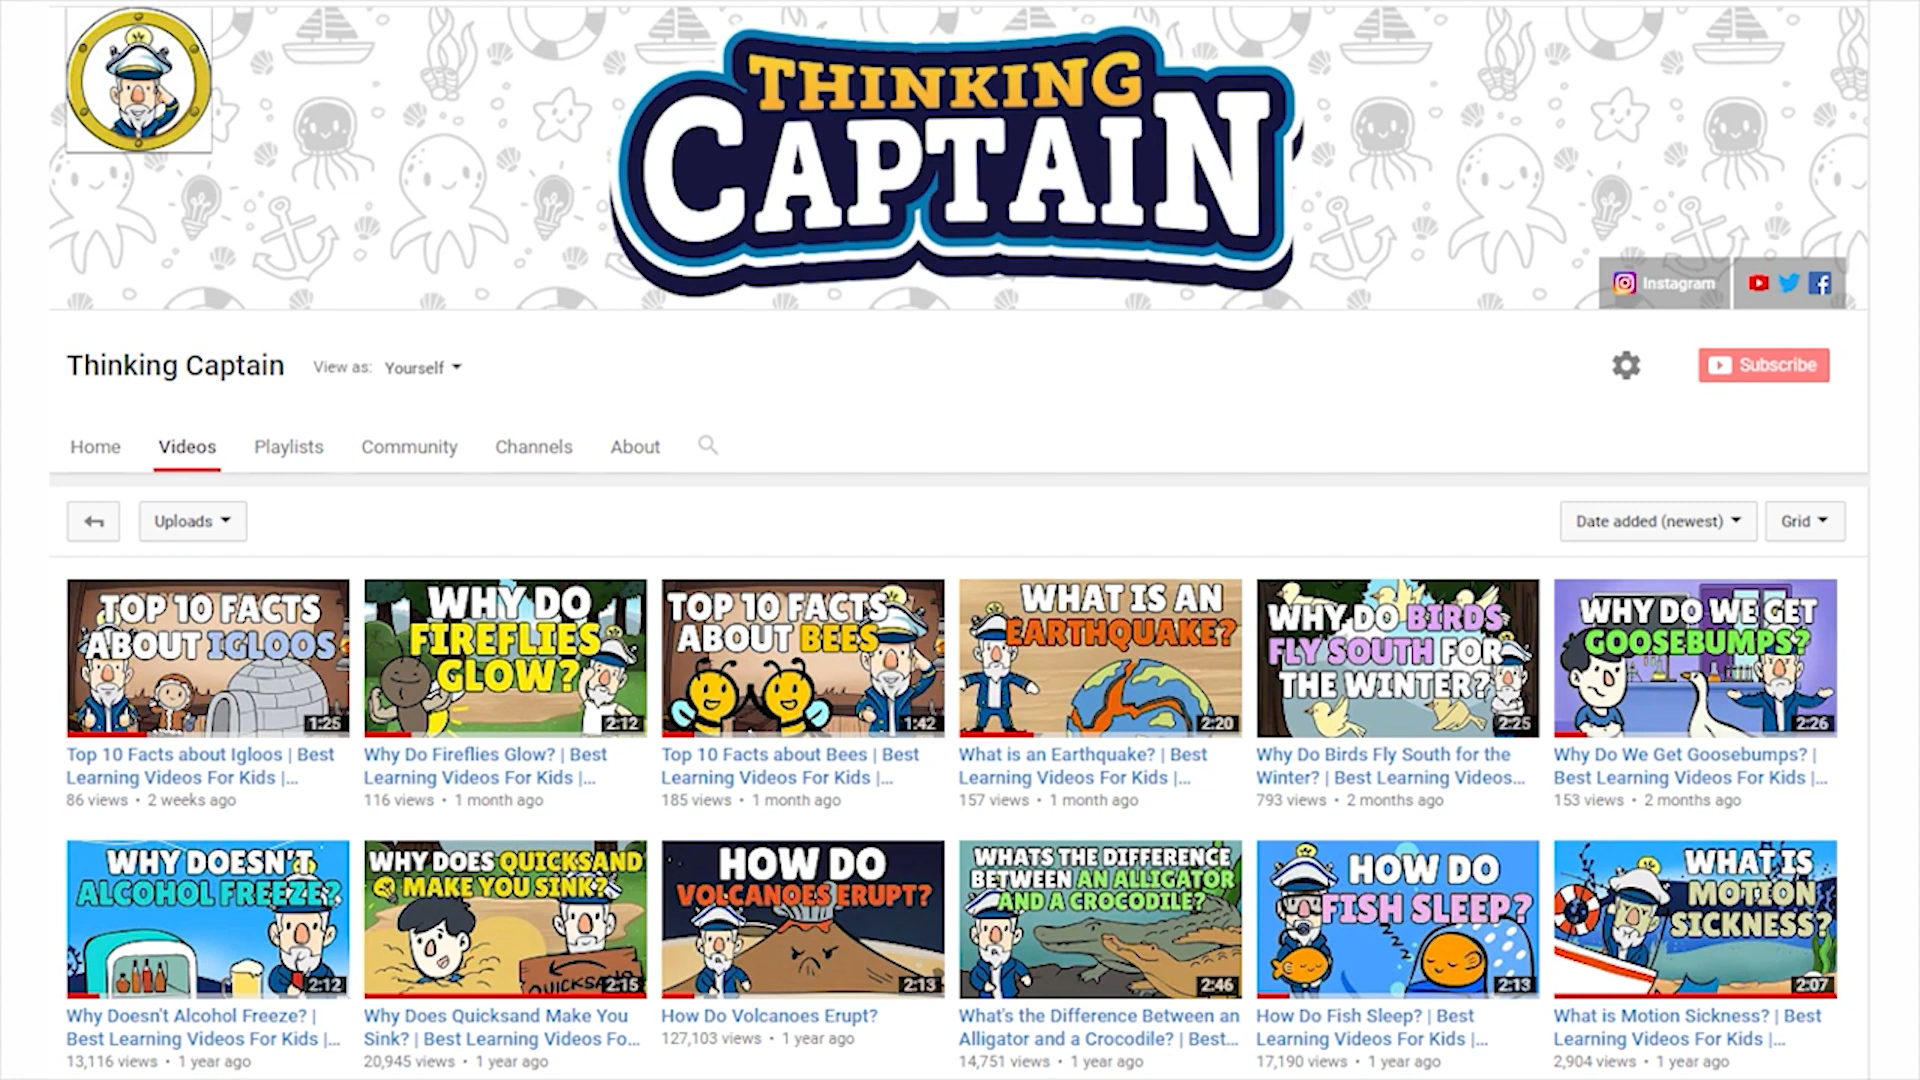 THINKING
CAPTAIN
Instagram
Thinking Captain View as: Yourself
Subscribe
Home Videos Playlists Community Channels About
Uploads
Date added (newest) Grid
TOP 10 FACTS
ABOUT IGLOOS
1:25
Top 10 Facts about Igloos | Best
Learning Videos For Kids |...
86 views • 2 weeks ago
WHY DO
FIREFLIES
GLOW?
2:12
Why Do Fireflies Glow? | Best
Learning Videos For Kids |...
116 views • 1 month ago
TOP 10 FACTS
ABOUT BEES
1:42
Top 10 Facts about Bees | Best
Learning Videos For Kids |...
185 views • 1 month ago
WHAT IS AN
EARTHQUAKE?
2:20
What is an Earthquake? | Best
Learning Videos For Kids |...
157 views • 1 month ago
WHY DO BIRDS
FLY SOUTH FOR
THE WINTER?
2:25
Why Do Birds Fly South for the
Winter? | Best Learning Videos...
793 views • 2 months ago
WHY DO WE GET
GOOSEBUMPS?
2:26
Why Do We Get Goosebumps? |
Best Learning Videos For Kids |...
153 views • 2 months ago
WHY DOESN'T
ALCOHOL FREEZE?
2:12
Why Doesn't Alcohol Freeze? |
Best Learning Videos For Kids |...
13,116 views • 1 year ago
WHY DOES QUICKSAND
MAKE YOU SINK?
QUICKSAND
2:15
Why Does Quicksand Make You
Sink? | Best Learning Videos Fo...
20,945 views • 1 year ago
HOW DO
VOLCANOES ERUPT?
2:13
How Do Volcanoes Erupt?
127,103 views • 1 year ago
WHATS THE DIFFERENCE
BETWEEN AN ALLIGATOR
AND A CROCODILE?
2:46
What's the Difference Between an
Alligator and a Crocodile? | Best...
14,751 views • 1 year ago
HOW DO
FISH SLEEP?
z z z
2:13
How Do Fish Sleep? | Best
Learning Videos For Kids |...
17,190 views • 1 year ago
WHAT IS
MOTION
SICKNESS?
2:07
What is Motion Sickness? | Best
Learning Videos For Kids |...
2,904 views • 1 year ago